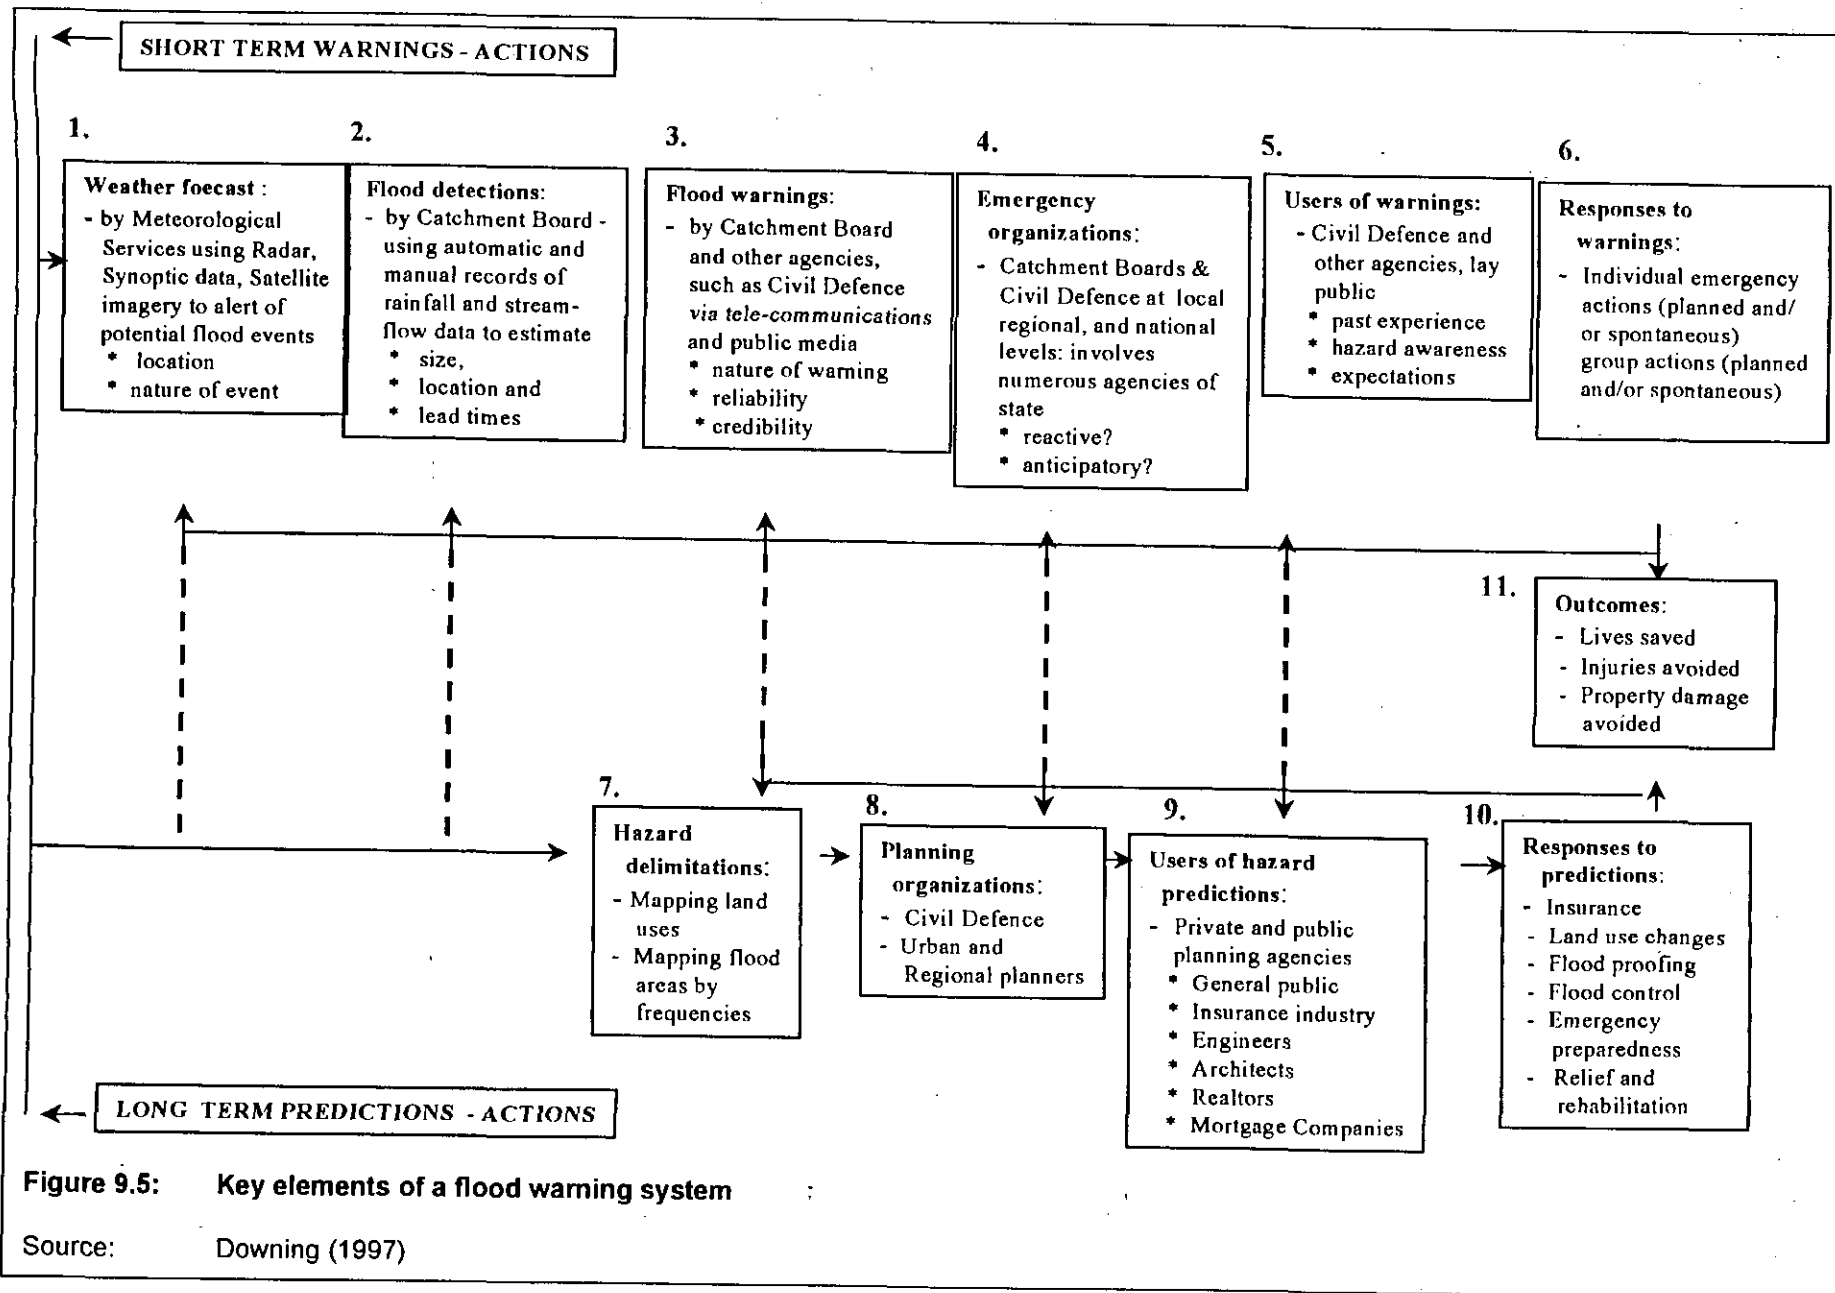 SHORT TERM WARNINGS - ACTIONS
1.
Weather foecast :
- by Meteorological
Services using Radar,
Synoptic data, Satellite
imagery to alert of
potential flood events
* location
* nature of event
2.
Flood detections:
- by Catchment Board -
using automatic and
manual records of
rainfall and stream-
flow data to estimate
* size,
* location and
* lead times
3.
Flood warnings:
- by Catchment Board
and other agencies,
such as Civil Defence
via tele-communications
and public media
* nature of warning
* reliability
* credibility
4.
Emergency
organizations:
- Catchment Boards &
Civil Defence at local
regional, and national
levels: involves
numerous agencies of
state
* reactive?
* anticipatory?
5.
Users of warnings:
- Civil Defence and
other agencies, lay
public
* past experience
* hazard awareness
* expectations
6.
Responses to
warnings:
- Individual emergency
actions (planned and/
or spontaneous)
group actions (planned
and/or spontaneous)
11.
Outcomes:
- Lives saved
- Injuries avoided
- Property damage
avoided
7.
Hazard
delimitations:
- Mapping land
uses
- Mapping flood
areas by
frequencies
8.
Planning
organizations:
- Civil Defence
- Urban and
Regional planners
9.
Users of hazard
predictions:
- Private and public
planning agencies
* General public
* Insurance industry
* Engineers
* Architects
* Realtors
* Mortgage Companies
10.
Responses to
predictions:
- Insurance
- Land use changes
- Flood proofing
- Flood control
- Emergency
preparedness
- Relief and
rehabilitation
LONG TERM PREDICTIONS - ACTIONS
Figure 9.5: Key elements of a flood warning system
Source: Downing (1997)